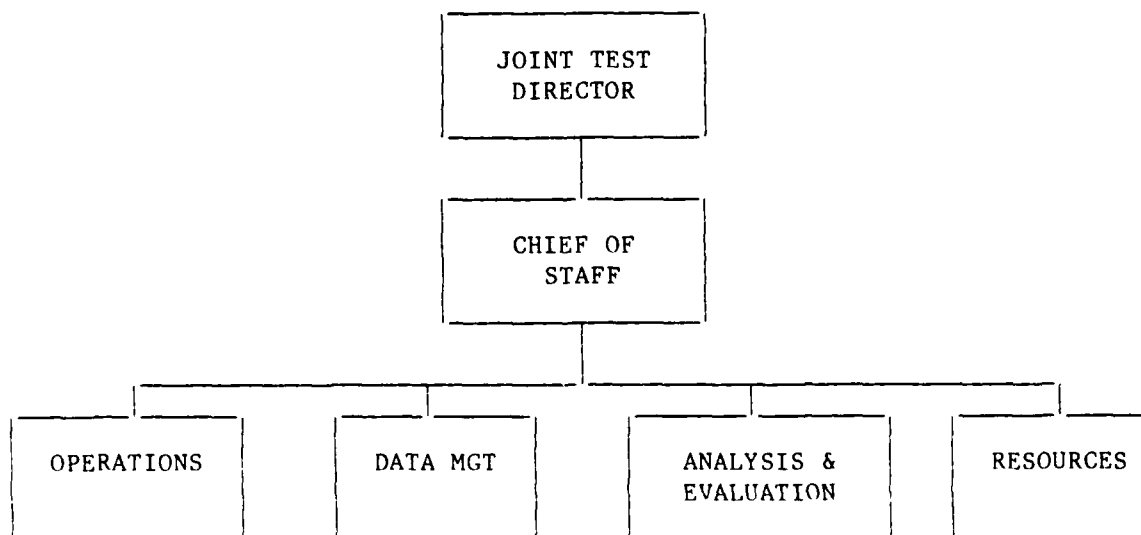 JOINT TEST
DIRECTOR
CHIEF OF
STAFF
OPERATIONS
DATA MGT
ANALYSIS &
EVALUATION
RESOURCES